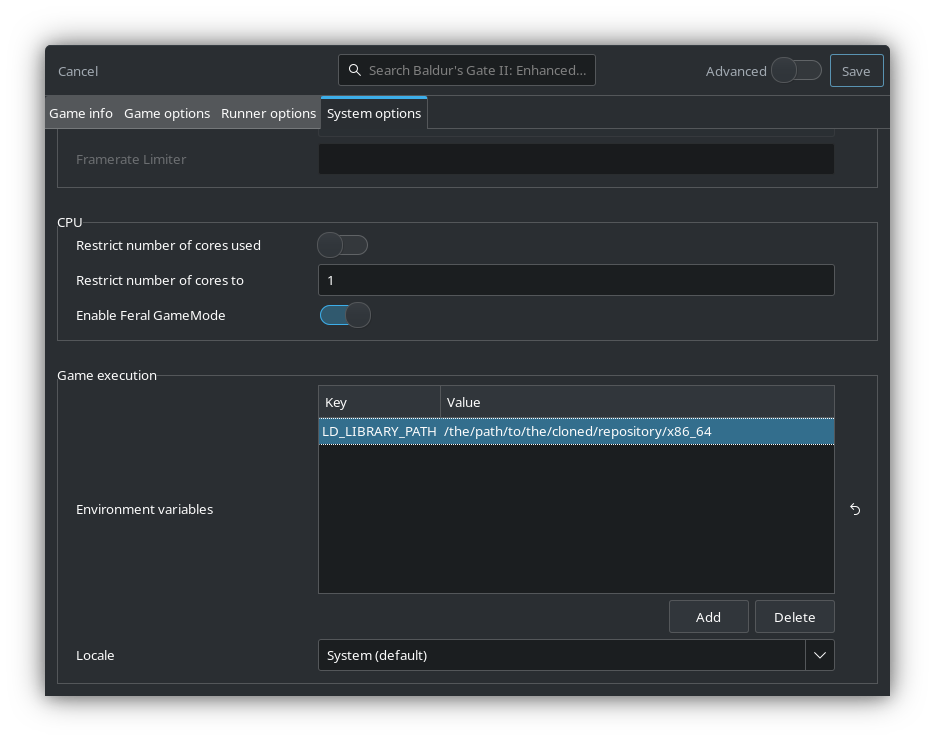 Cancel
Search Baldur's Gate II: Enhanced...
Advanced
Save
Game info Game options Runner options System options
Framerate Limiter
CPU
Restrict number of cores used
Restrict number of cores to 1
Enable Feral GameMode
Game execution
Key Value
LD_LIBRARY_PATH /the/path/to/the/cloned/repository/x86_64
Environment variables
Add Delete
Locale System (default)